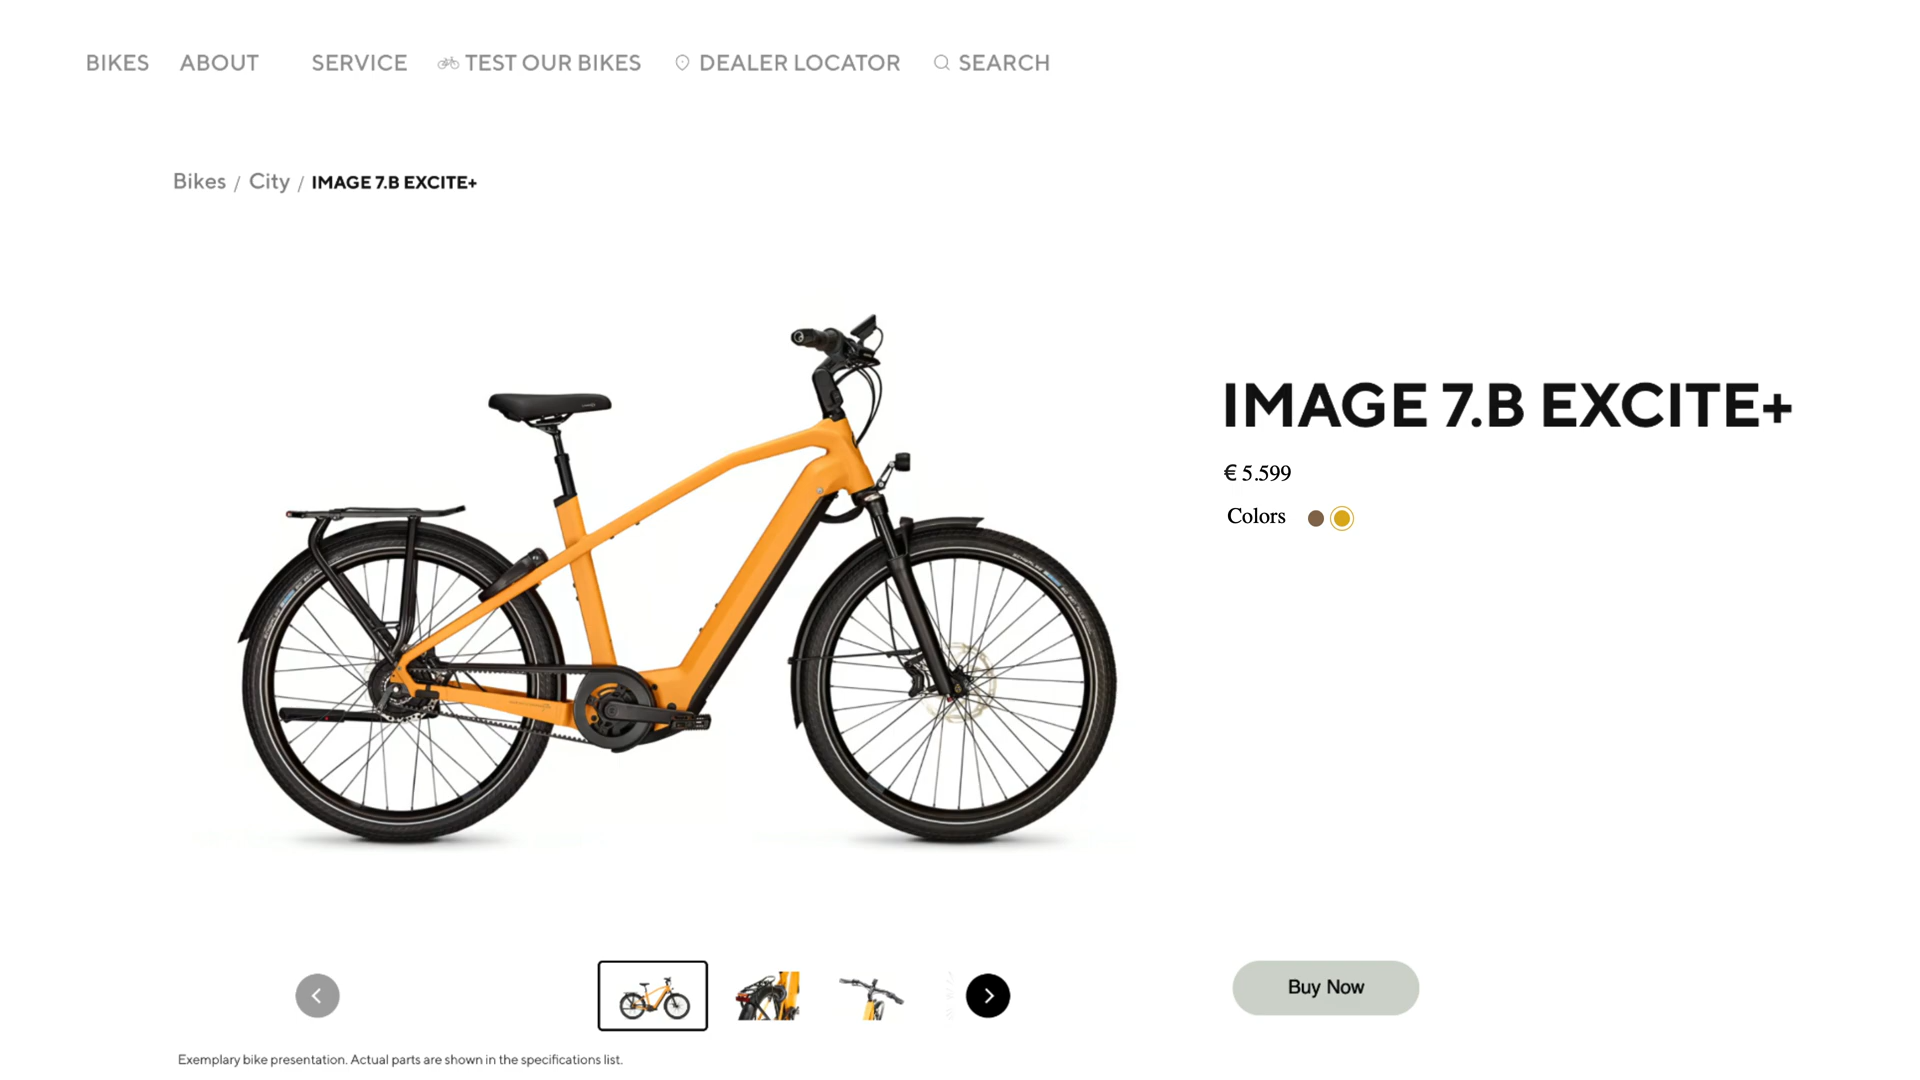 BIKES ABOUT SERVICE TEST OUR BIKES DEALER LOCATOR SEARCH
Bikes / City / IMAGE 7.B EXCITE+
IMAGE 7.B EXCITE+
€ 5.599
Colors
Buy Now
Exemplary bike presentation. Actual parts are shown in the specifications list.